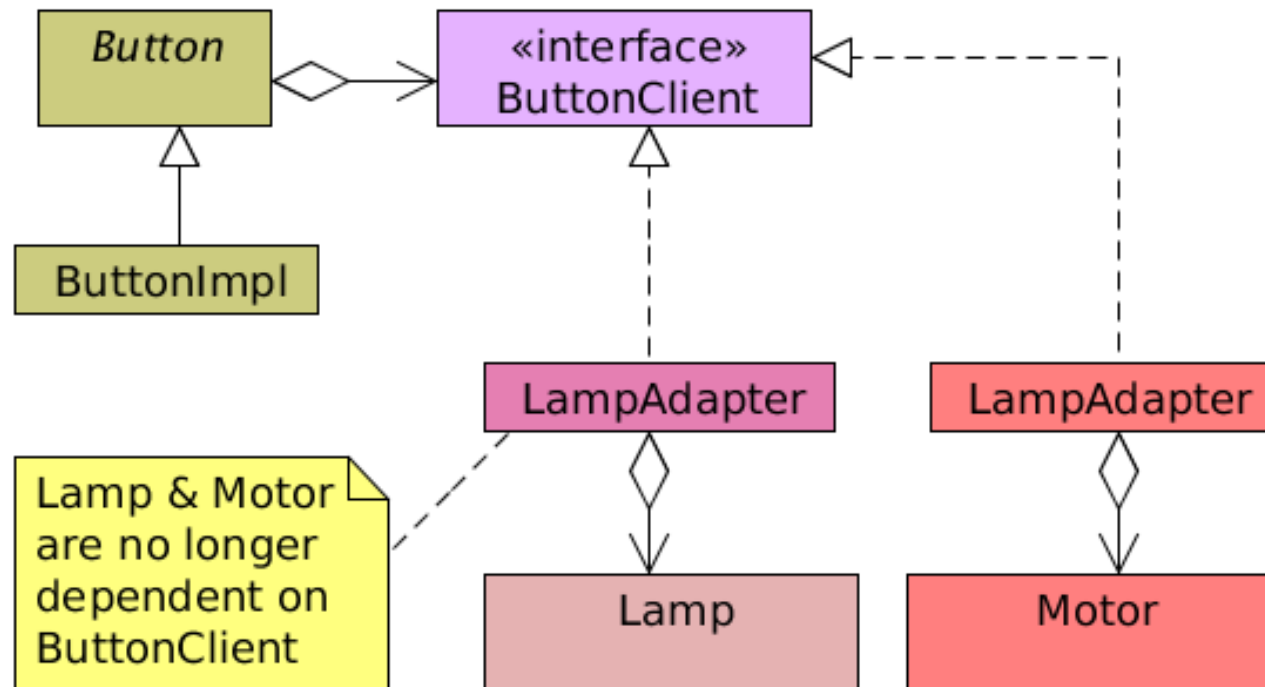 Button
«interface»
ButtonClient
ButtonImpl
LampAdapter
LampAdapter
Lamp & Motor
are no longer
dependent on
ButtonClient
Lamp
Motor